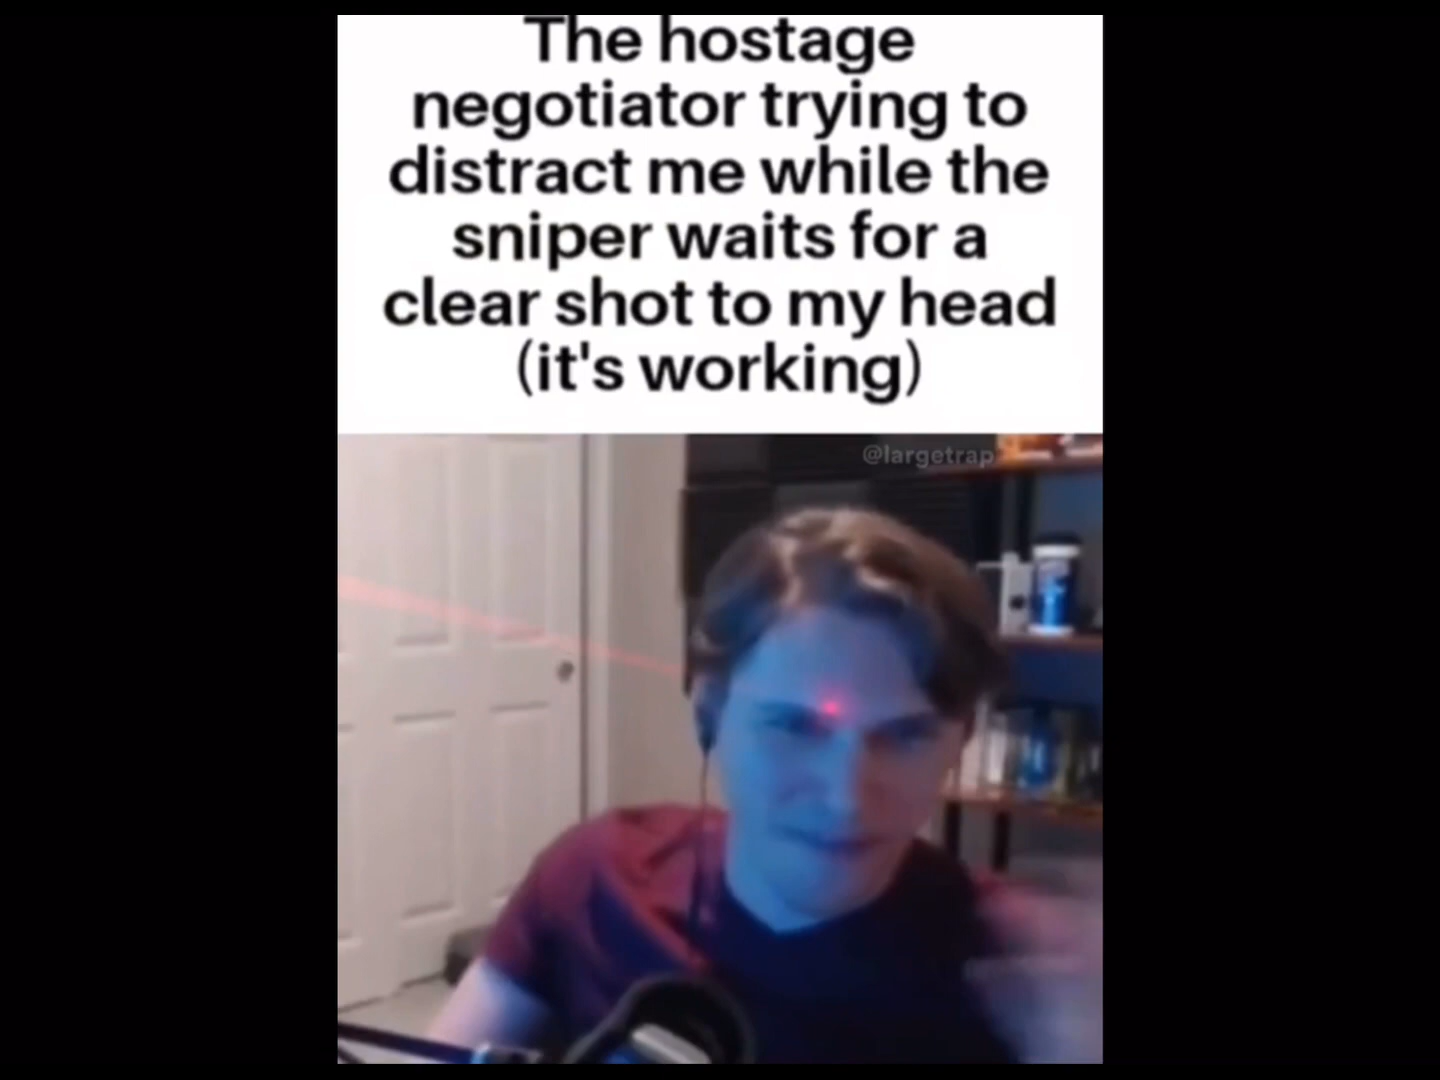 The hostage
negotiator trying to
distract me while the
sniper waits for a
clear shot to my head
(it's working)
@largetrap